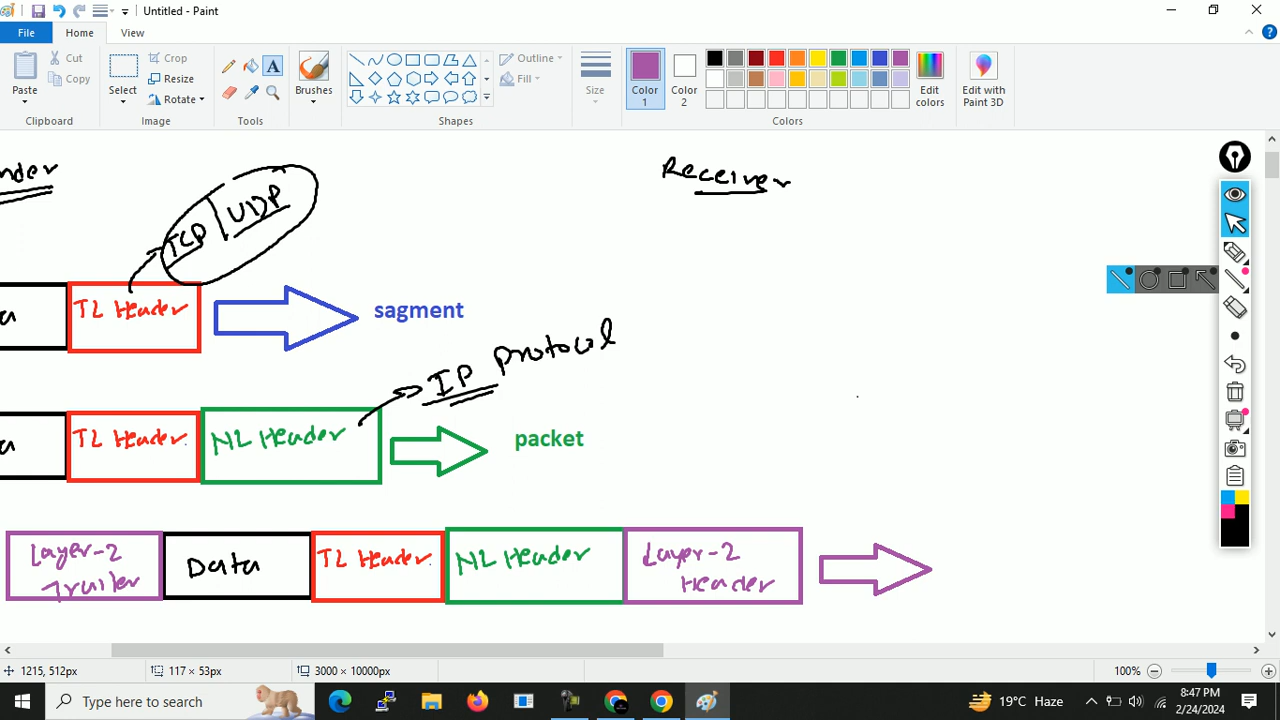 Untitled - Paint
File Home View
Paste
Cut
Copy
Clipboard
Select
Crop
Resize
Rotate
Image
Tools
Brushes
Shapes
Outline
Fill
Size
Color 1
Color 2
Edit colors
Colors
Edit with Paint 3D
nder
Receiver
TCP | UDP
a TL Header sagment
IP protocol
a TL Header NL Header packet
Layer-2 Trailer Data TL Header NL Header Layer-2 Header
1215, 512px 117 × 53px 3000 × 10000px 100%
Type here to search
19°C Haze
8:47 PM
2/24/2024